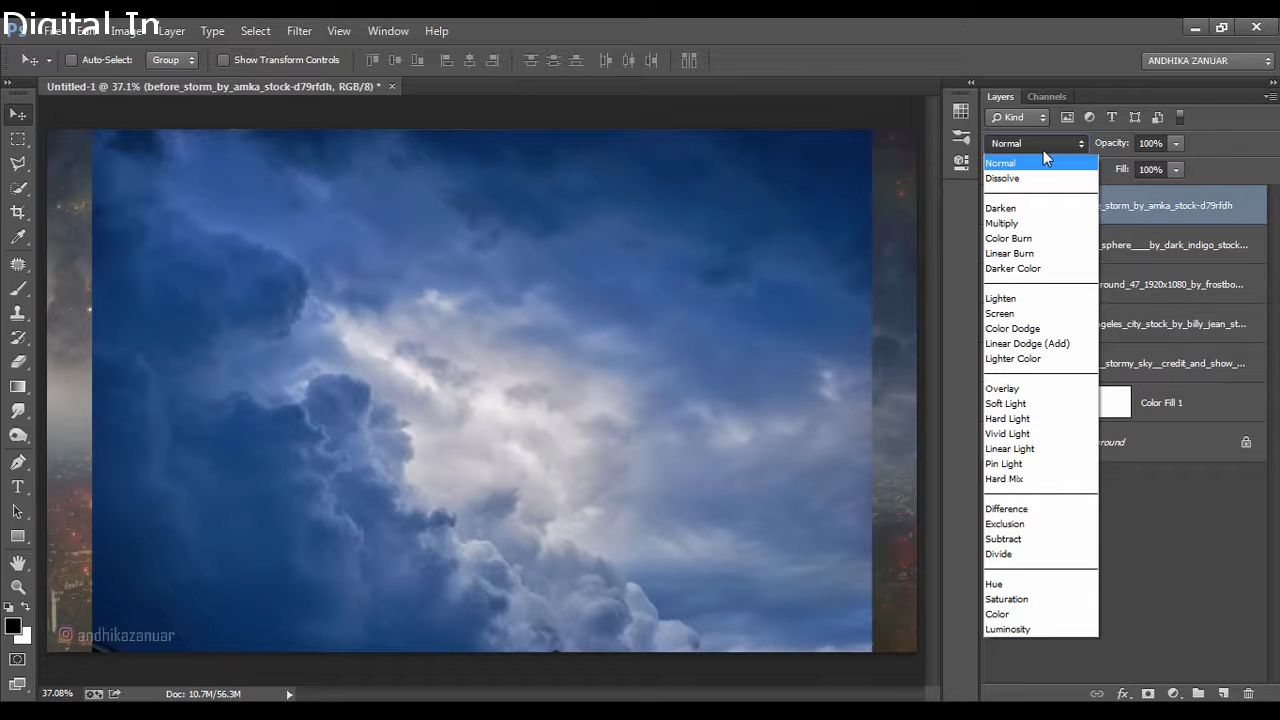 Digital In
Ps File Edit Image Layer Type Select Filter View Window Help
Auto-Select: Group Show Transform Controls ANDHIKA ZANUAR
Untitled-1 @ 37.1% (before_storm_by_amka_stock-d79rfdh, RGB/8) *
Layers Channels
Kind
Normal Opacity: 100%
Normal
Fill: 100%
Dissolve
Darken
_storm_by_amka_stock-d79rfdh
Multiply
Color Burn
_sphere____by_dark_indigo_stock...
Linear Burn
Darker Color
round_47_1920x1080_by_frostbo...
Lighten
Screen
Color Dodge
ngeles_city_stock_by_billy_jean_st...
Linear Dodge (Add)
Lighter Color
_stormy_sky__credit_and_show_...
Overlay
Soft Light
Color Fill 1
Hard Light
Vivid Light
round
Linear Light
Pin Light
Hard Mix
Difference
Exclusion
Subtract
Divide
Hue
Saturation
Color
Luminosity
andhikazanuar
37.08% Doc: 10.7M/56.3M